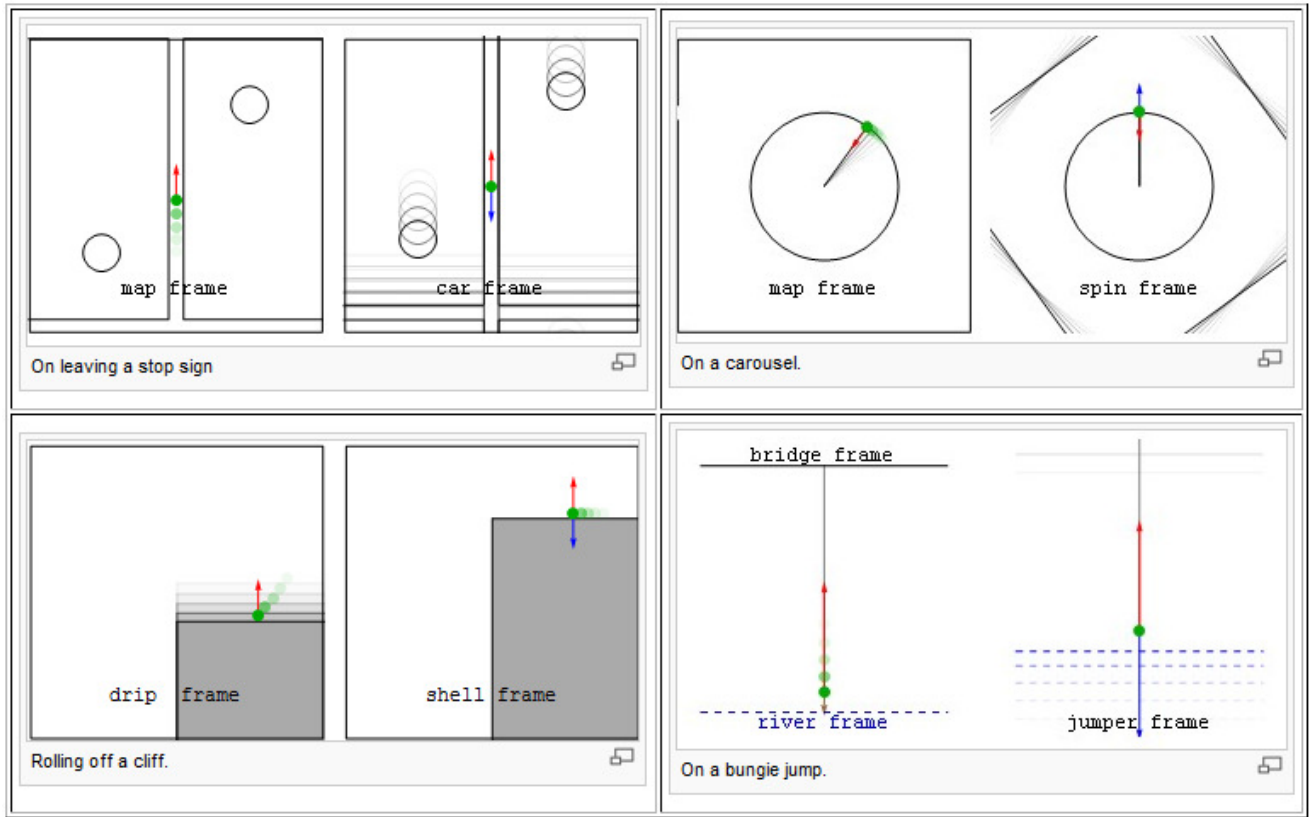 map frame
car frame
On leaving a stop sign
map frame
spin frame
On a carousel.
drip frame
shell frame
Rolling off a cliff.
bridge frame
river frame
jumper frame
On a bungie jump.